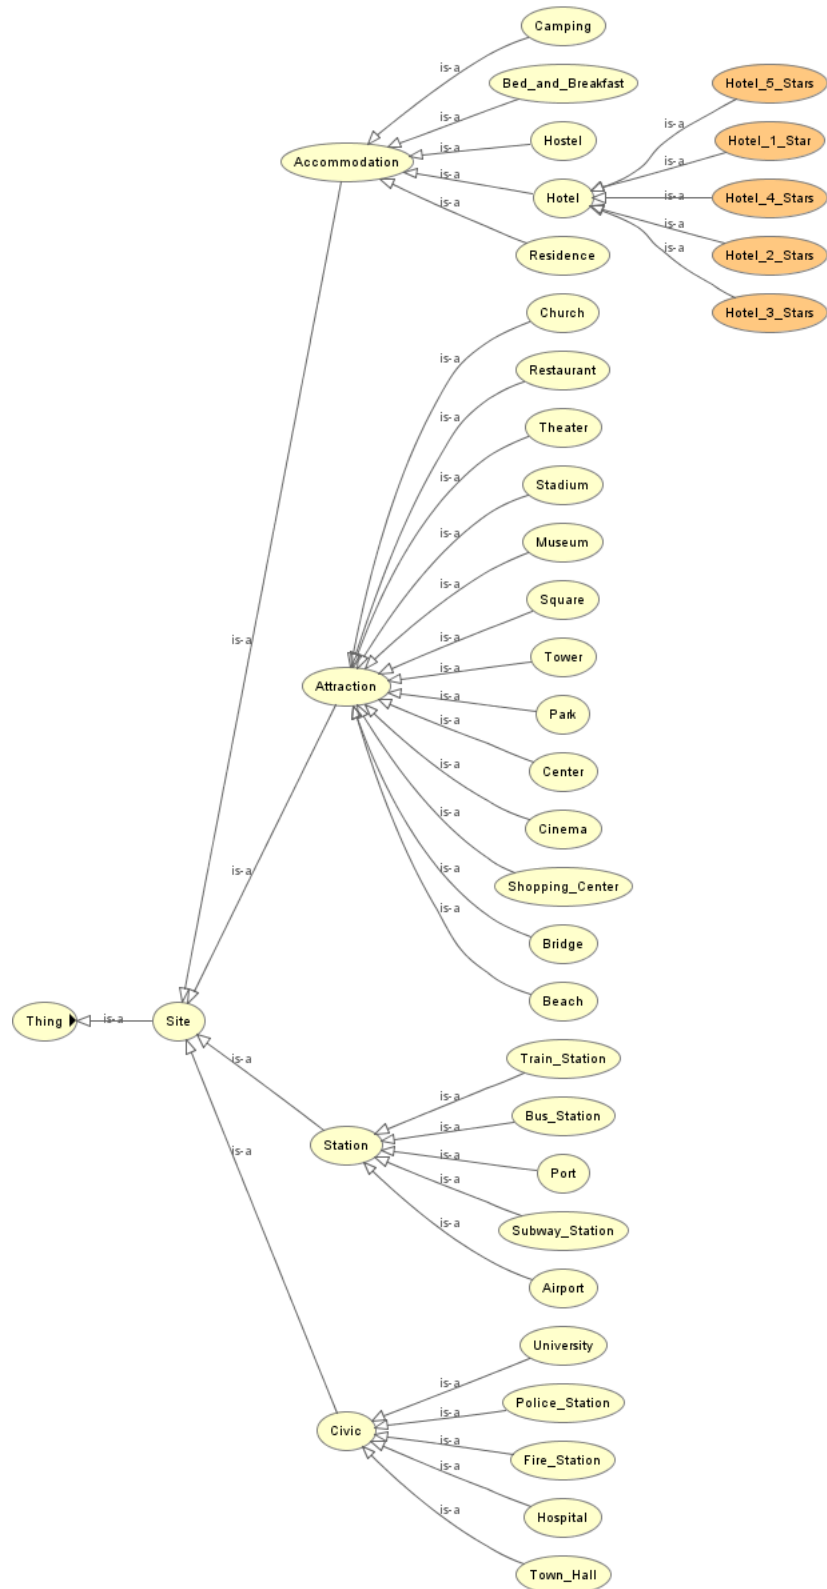 Camping
is-a
Bed_and_Breakfast
Hotel_5_Stars
is-a
is-a
Hostel
Hotel_1_Star
Accommodation
is-a
is-a
is-a
Hotel
is-a
Hotel_4_Stars
is-a
is-a
Residence
Hotel_2_Stars
is-a
Church
Hotel_3_Stars
is-a
Restaurant
is-a
Theater
is-a
Stadium
is-a
Museum
is-a
Square
is-a
is-a
Tower
is-a
Attraction
is-a
Park
is-a
Center
is-a
Cinema
is-a
is-a
is-a
Shopping_Center
is-a
Bridge
Beach
Thing
is-a
Site
Train_Station
is-a
is-a
Bus_Station
is-a
Station
is-a
is-a
Port
is-a
Subway_Station
is-a
Airport
University
is-a
Police_Station
is-a
Civic
is-a
Fire_Station
is-a
Hospital
is-a
Town_Hall